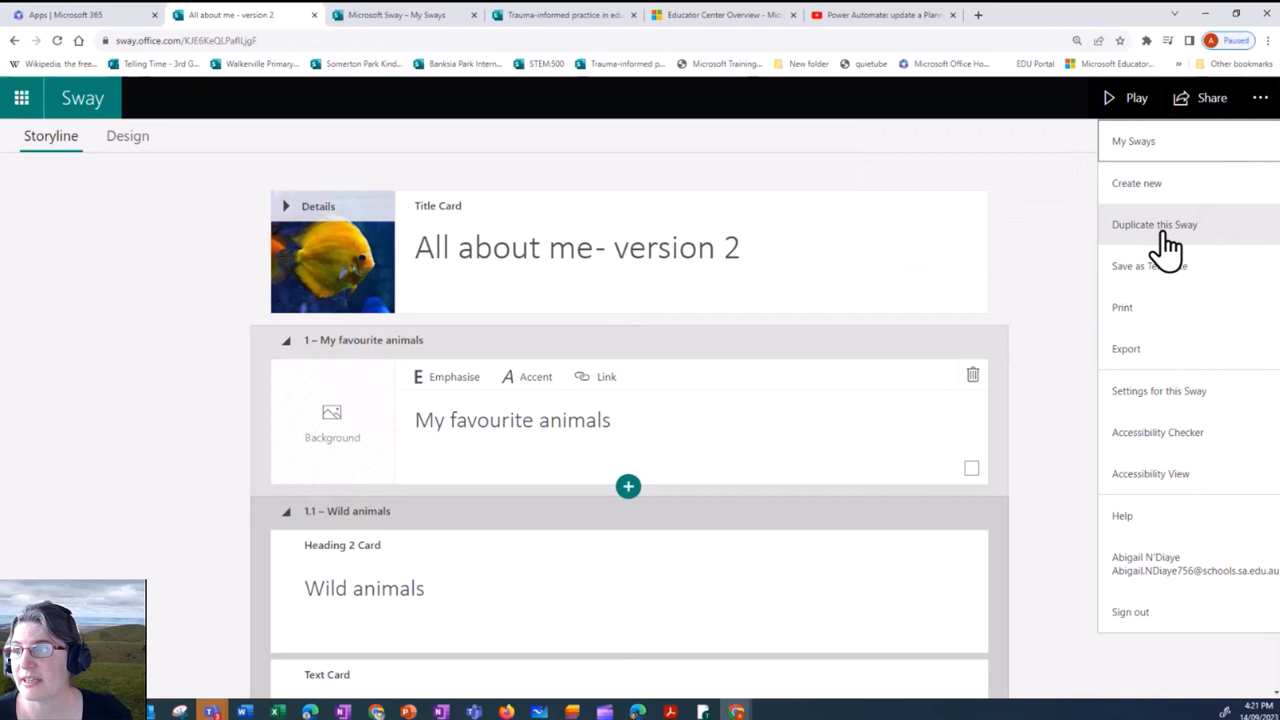 Apps | Microsoft 365
All about me - version 2
Microsoft Sway – My Sways
Trauma-informed practice in ed
Educator Center Overview - Micr
Power Automate: update a Plann
sway.office.com/KJE6KeQLPaflLjgF
A Paused
Wikipedia, the free...
Telling Time - 3rd G...
Walkerville Primary...
Somerton Park Kind...
Banksia Park Intern...
STEM:500
Trauma-informed p...
Microsoft Training...
New folder
quietube
Microsoft Office Ho...
EDU Portal
Microsoft Educator...
»
Other bookmarks
Sway
Play
Share
Storyline
Design
My Sways
Create new
Duplicate this Sway
Print
Export
Settings for this Sway
Accessibility Checker
Accessibility View
Help
Abigail N'Diaye
Abigail.NDiaye756@schools.sa.edu.au
Sign out
Details
Title Card
All about me- version 2
1 – My favourite animals
E Emphasise
A Accent
Link
Background
My favourite animals
1.1 – Wild animals
Heading 2 Card
Wild animals
Text Card
4:21 PM
14/09/2023